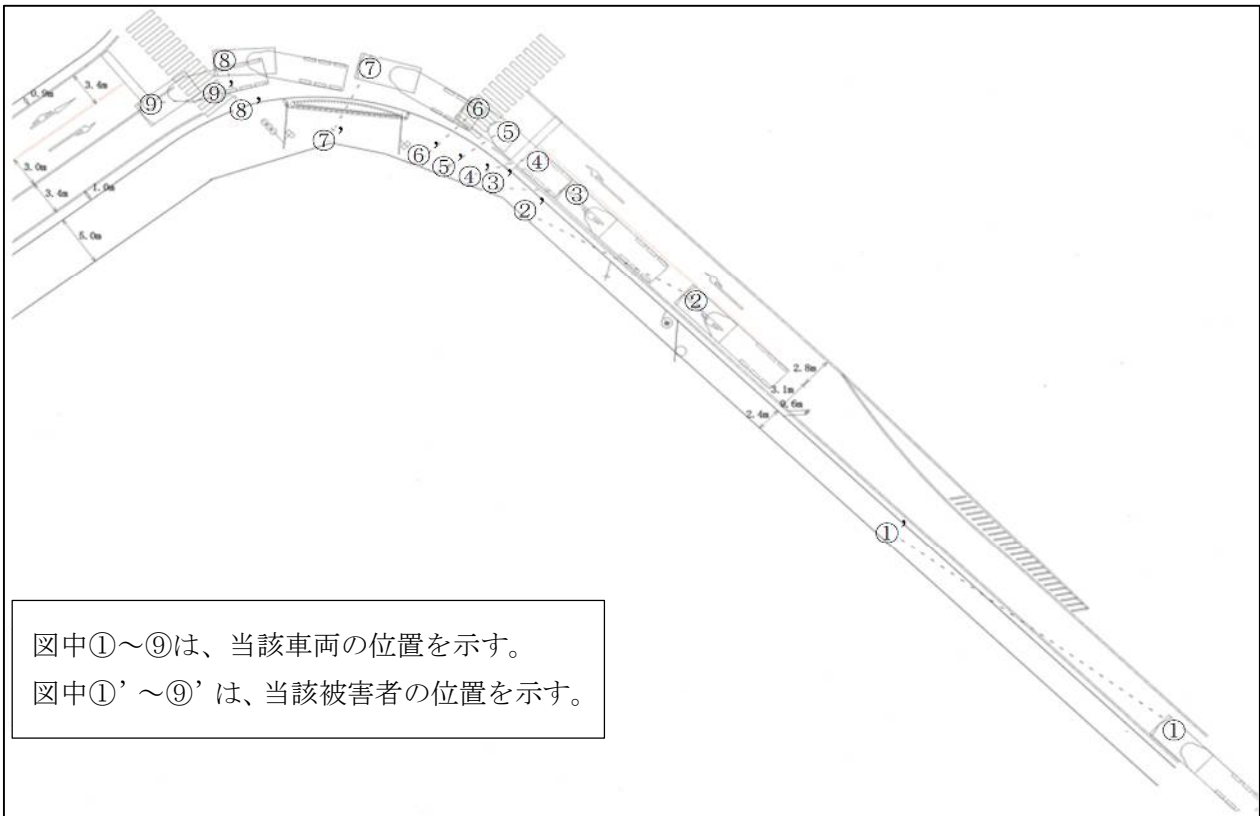 ⑧
⑦
0.9m
3.4m
⑨
⑨’
⑧’
⑥
⑤
⑦’
⑥’
⑤’
④’
③’
④
③
②’
3.0m
3.4m
1.0m
5.0m
②
2.8m
3.1m
0.6m
2.4m
①’
①
図中①～⑨は、当該車両の位置を示す。
図中①’～⑨’は、当該被害者の位置を示す。